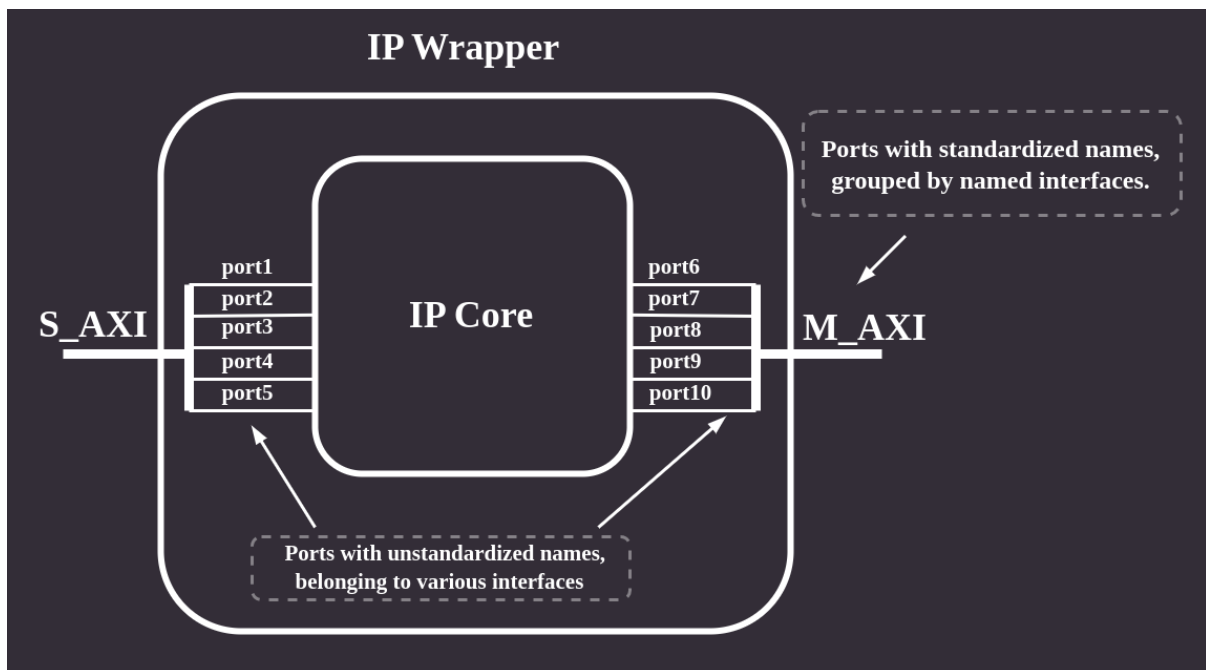 IP Wrapper
Ports with standardized names,
grouped by named interfaces.
port1
port2
port3
port4
port5
S_AXI
IP Core
port6
port7
port8
port9
port10
M_AXI
Ports with unstandardized names,
belonging to various interfaces